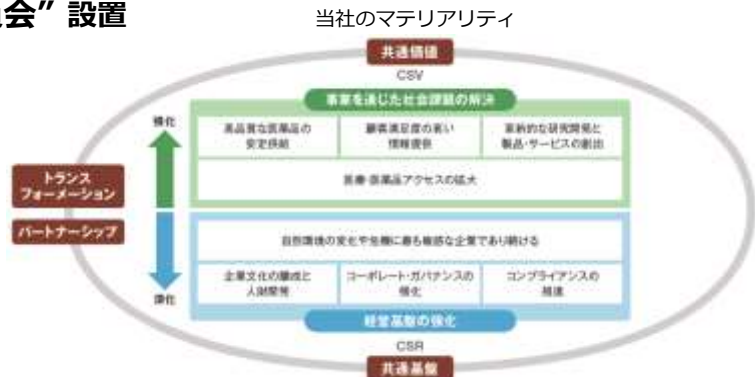 会” 設置
当社のマテリアリティ
共通価値
CSV
事業を通じた社会課題の解決
強化
高品質な医薬品の
安定供給
顧客満足度の高い
情報提供
革新的な研究開発と
製品・サービスの創出
医療・医薬品アクセスの拡大
トランス
フォーメーション
パートナーシップ
自然環境の変化や危機に最も敏感な企業であり続ける
企業文化の醸成と
人財開発
コーポレート・ガバナンスの
強化
コンプライアンスの
推進
深化
経営基盤の強化
CSR
共通基盤